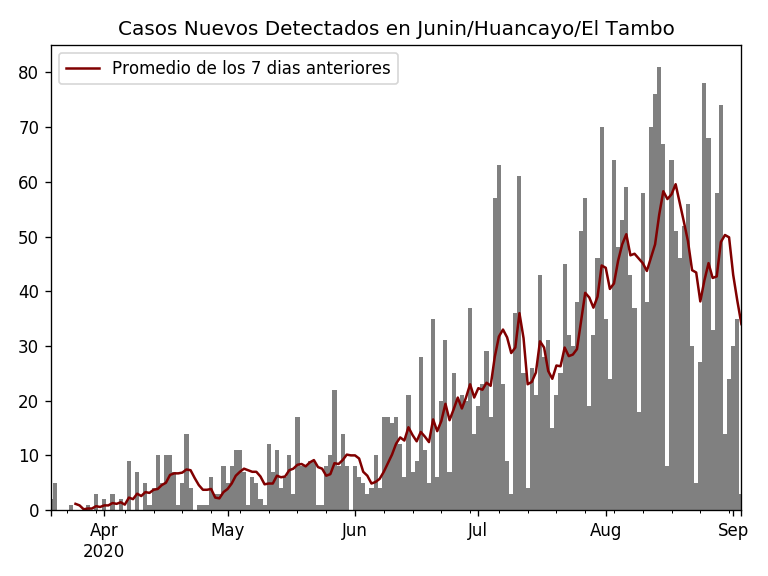 Casos Nuevos Detectados en Junin/Huancayo/El Tambo
Promedio de los 7 dias anteriores
80
70
60
50
40
30
20
10
0
Apr
May
Jun
Jul
Aug
Sep
2020